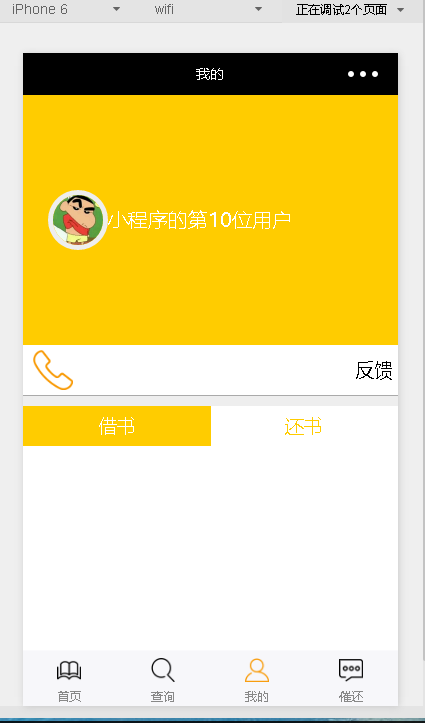 iPhone 6 wifi 正在调试2个页面
我的
小程序的第10位用户
反馈
借书 还书
首页 查询 我的 催还